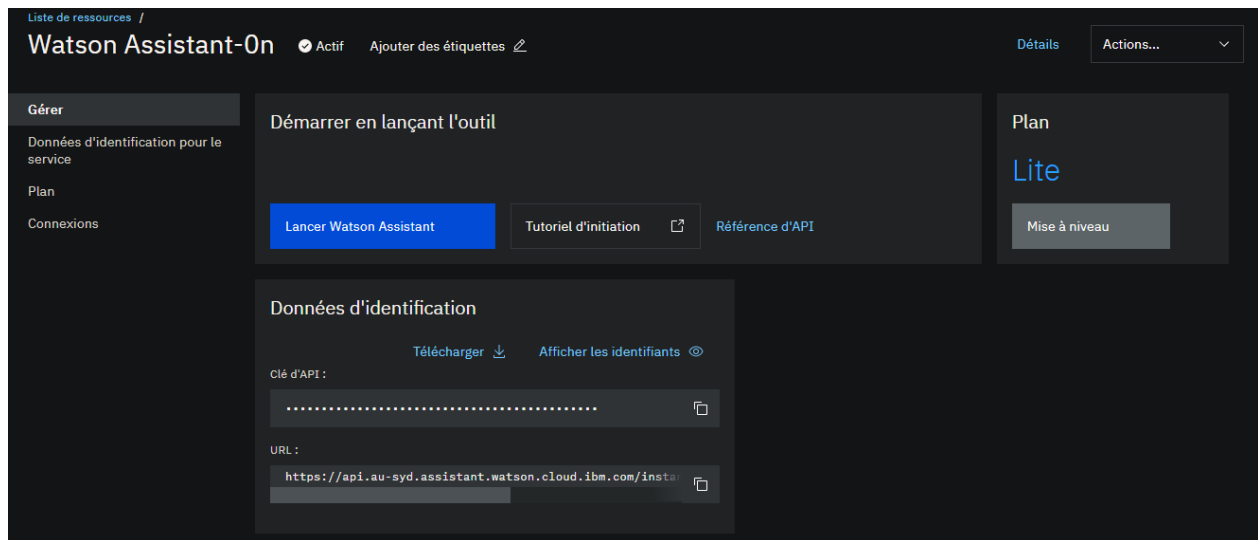 Liste de ressources /
Watson Assistant-0n Actif Ajouter des étiquettes Détails Actions...
Gérer
Données d'identification pour le service
Plan
Connexions
Démarrer en lançant l'outil
Lancer Watson Assistant Tutoriel d'initiation Référence d'API
Plan
Lite
Mise à niveau
Données d'identification
Télécharger Afficher les identifiants
Clé d'API :
••••••••••••••••••••••••••••••••••••••••••••
URL :
https://api.au-syd.assistant.watson.cloud.ibm.com/insta